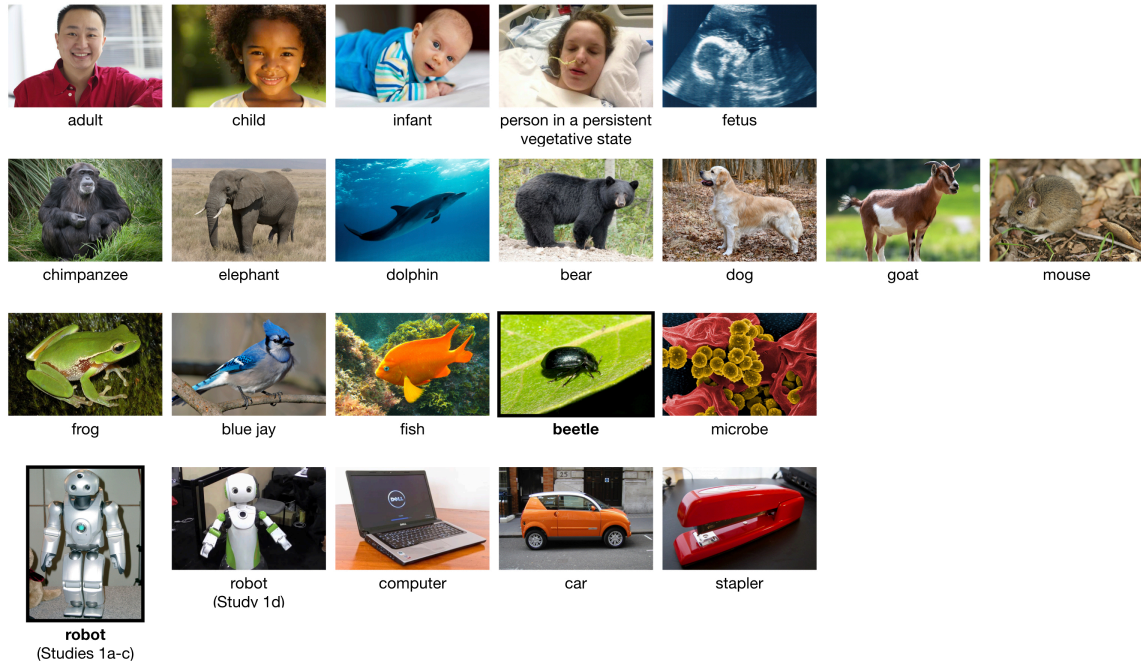 adult
child
infant
person in a persistent
vegetative state
fetus
chimpanzee
elephant
dolphin
bear
dog
goat
mouse
frog
blue jay
fish
beetle
microbe
DELL
robot
(Study 1d)
computer
car
stapler
robot
(Studies 1a-c)